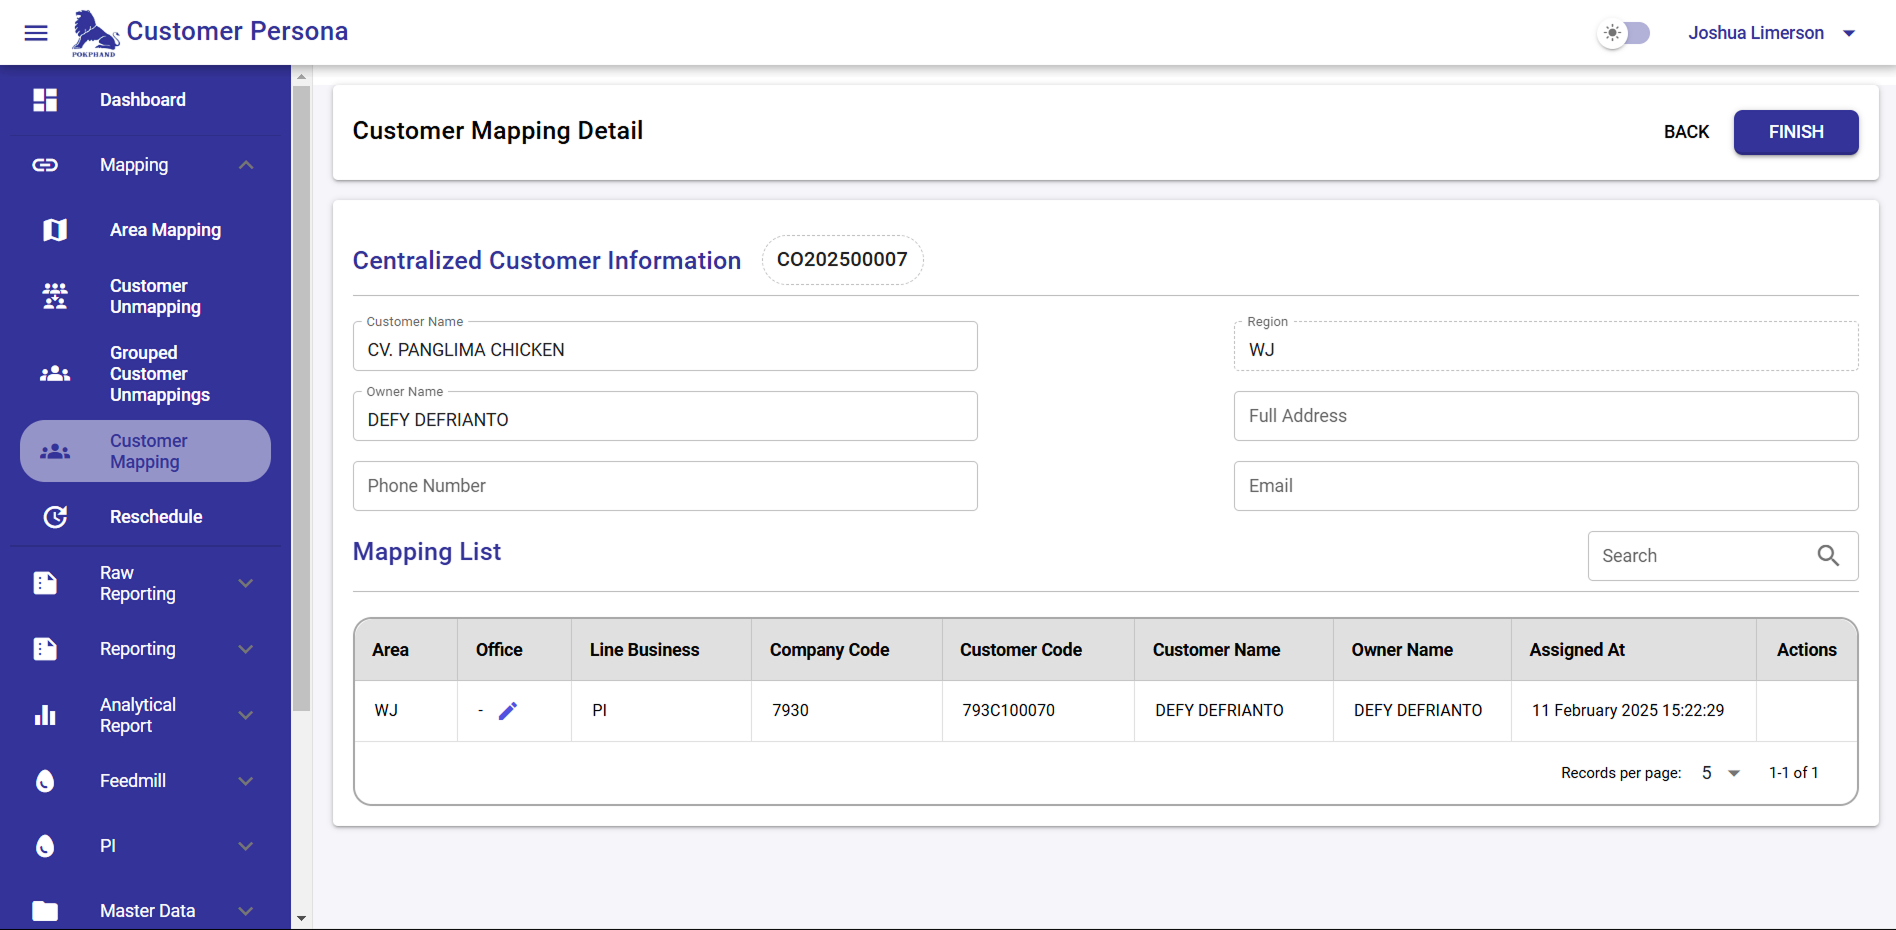 POKPHAND
Customer Persona
Joshua Limerson
Dashboard
Mapping
Area Mapping
Customer
Unmapping
Grouped
Customer
Unmappings
Customer
Mapping
Reschedule
Raw
Reporting
Reporting
Analytical
Report
Feedmill
PI
Master Data
Customer Mapping Detail
BACK
FINISH
Centralized Customer Information
CO202500007
Customer Name
CV. PANGLIMA CHICKEN
Region
WJ
Owner Name
DEFY DEFRIANTO
Full Address
Phone Number
Email
Mapping List
Search
Area Office Line Business Company Code Customer Code Customer Name Owner Name Assigned At Actions
WJ - PI 7930 793C100070 DEFY DEFRIANTO DEFY DEFRIANTO 11 February 2025 15:22:29
Records per page: 5 1-1 of 1